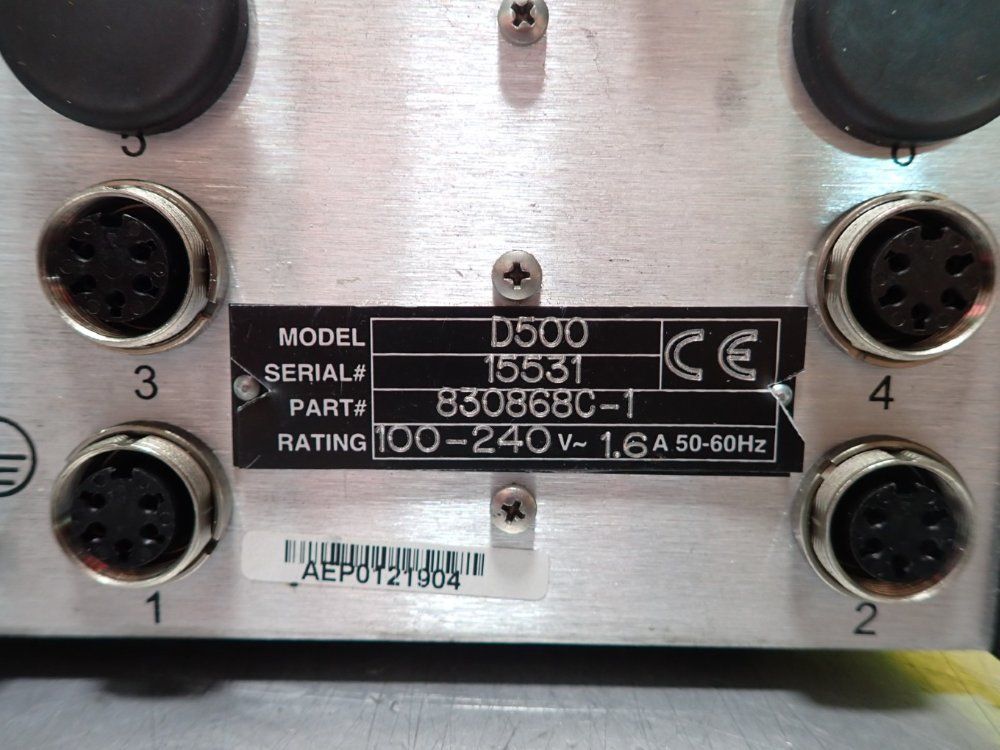 5
6
MODEL D500
SERIAL# 15531 CE
PART# 830868C-1
RATING 100-240 V~ 1.6 A 50-60Hz
3
4
AEP0121904
1
2